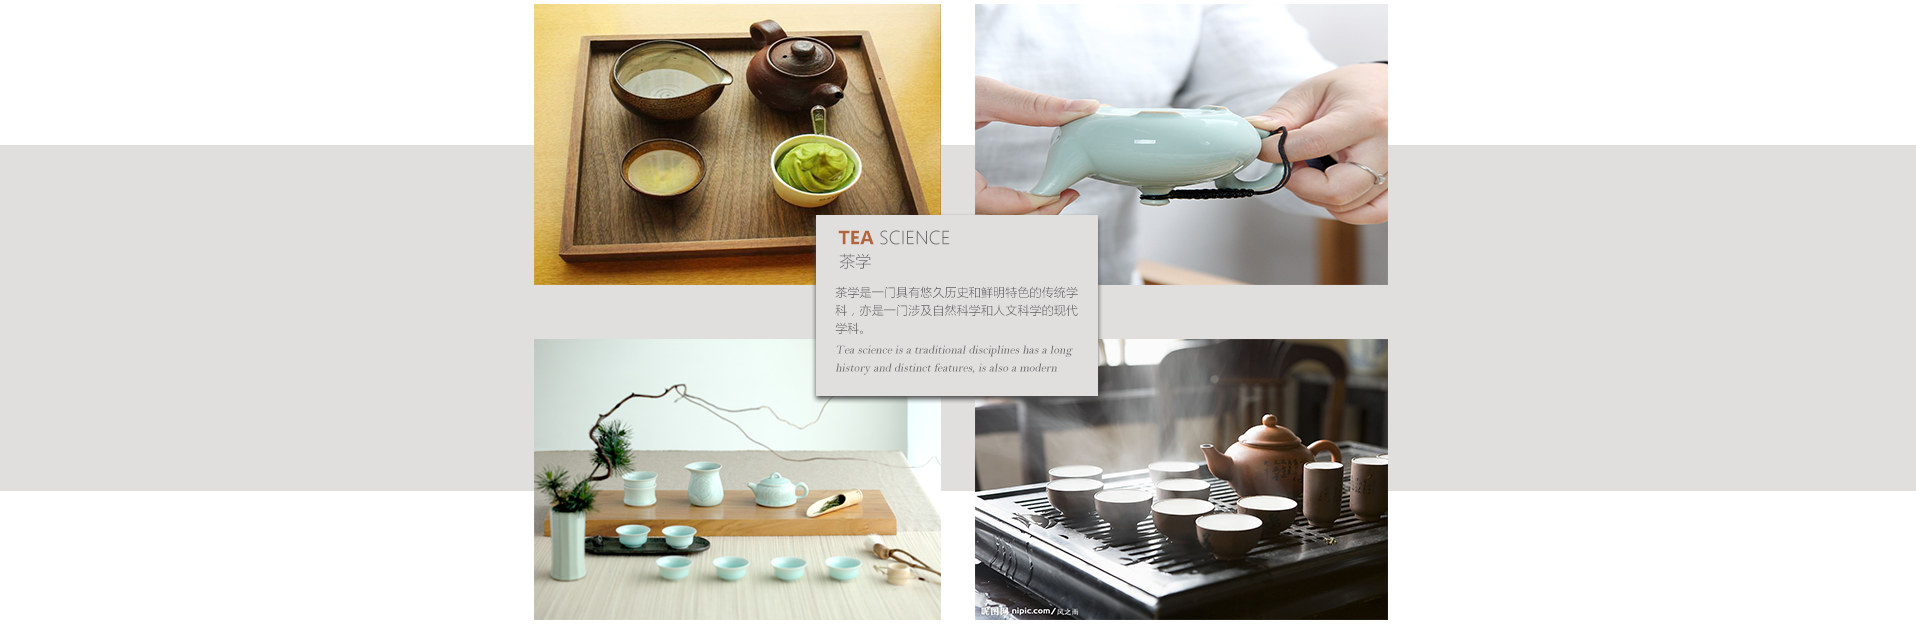 TEA SCIENCE
茶学
茶学是一门具有悠久历史和鲜明特色的传统学
科，亦是一门涉及自然科学和人文科学的现代
学科。
Tea science is a traditional disciplines has a long
history and distinct features, is also a modern
昵图网 nipic.com/风之雨